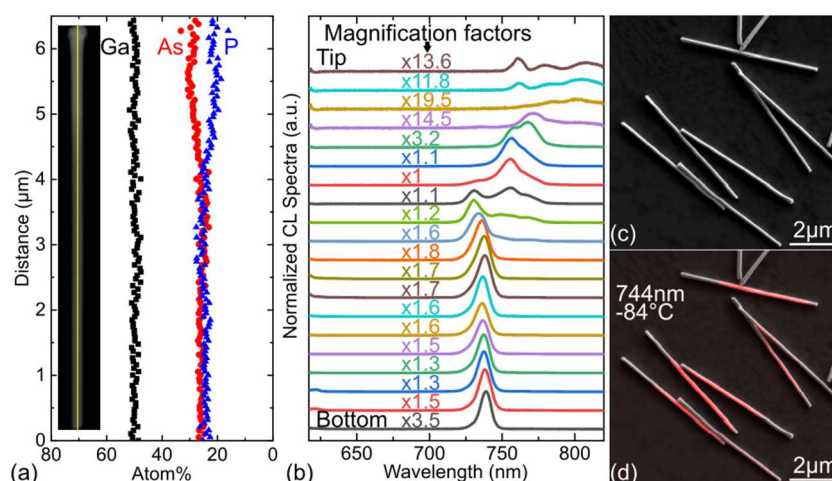 Ga
As
P
6
5
4
3
2
1
0
80
60
40
20
0
Distance (μm)
Atom%
(a)
Magnification factors
Tip
x13.6
x11.8
x19.5
x14.5
x3.2
x1.1
x1
x1.1
x1.2
x1.6
x1.8
x1.7
x1.7
x1.6
x1.6
x1.5
x1.3
x1.3
x1.5
x3.5
Bottom
Normalized CL Spectra (a.u.)
650
700
750
800
Wavelength (nm)
(b)
(c)
2μm
744nm
-84°C
(d)
2μm